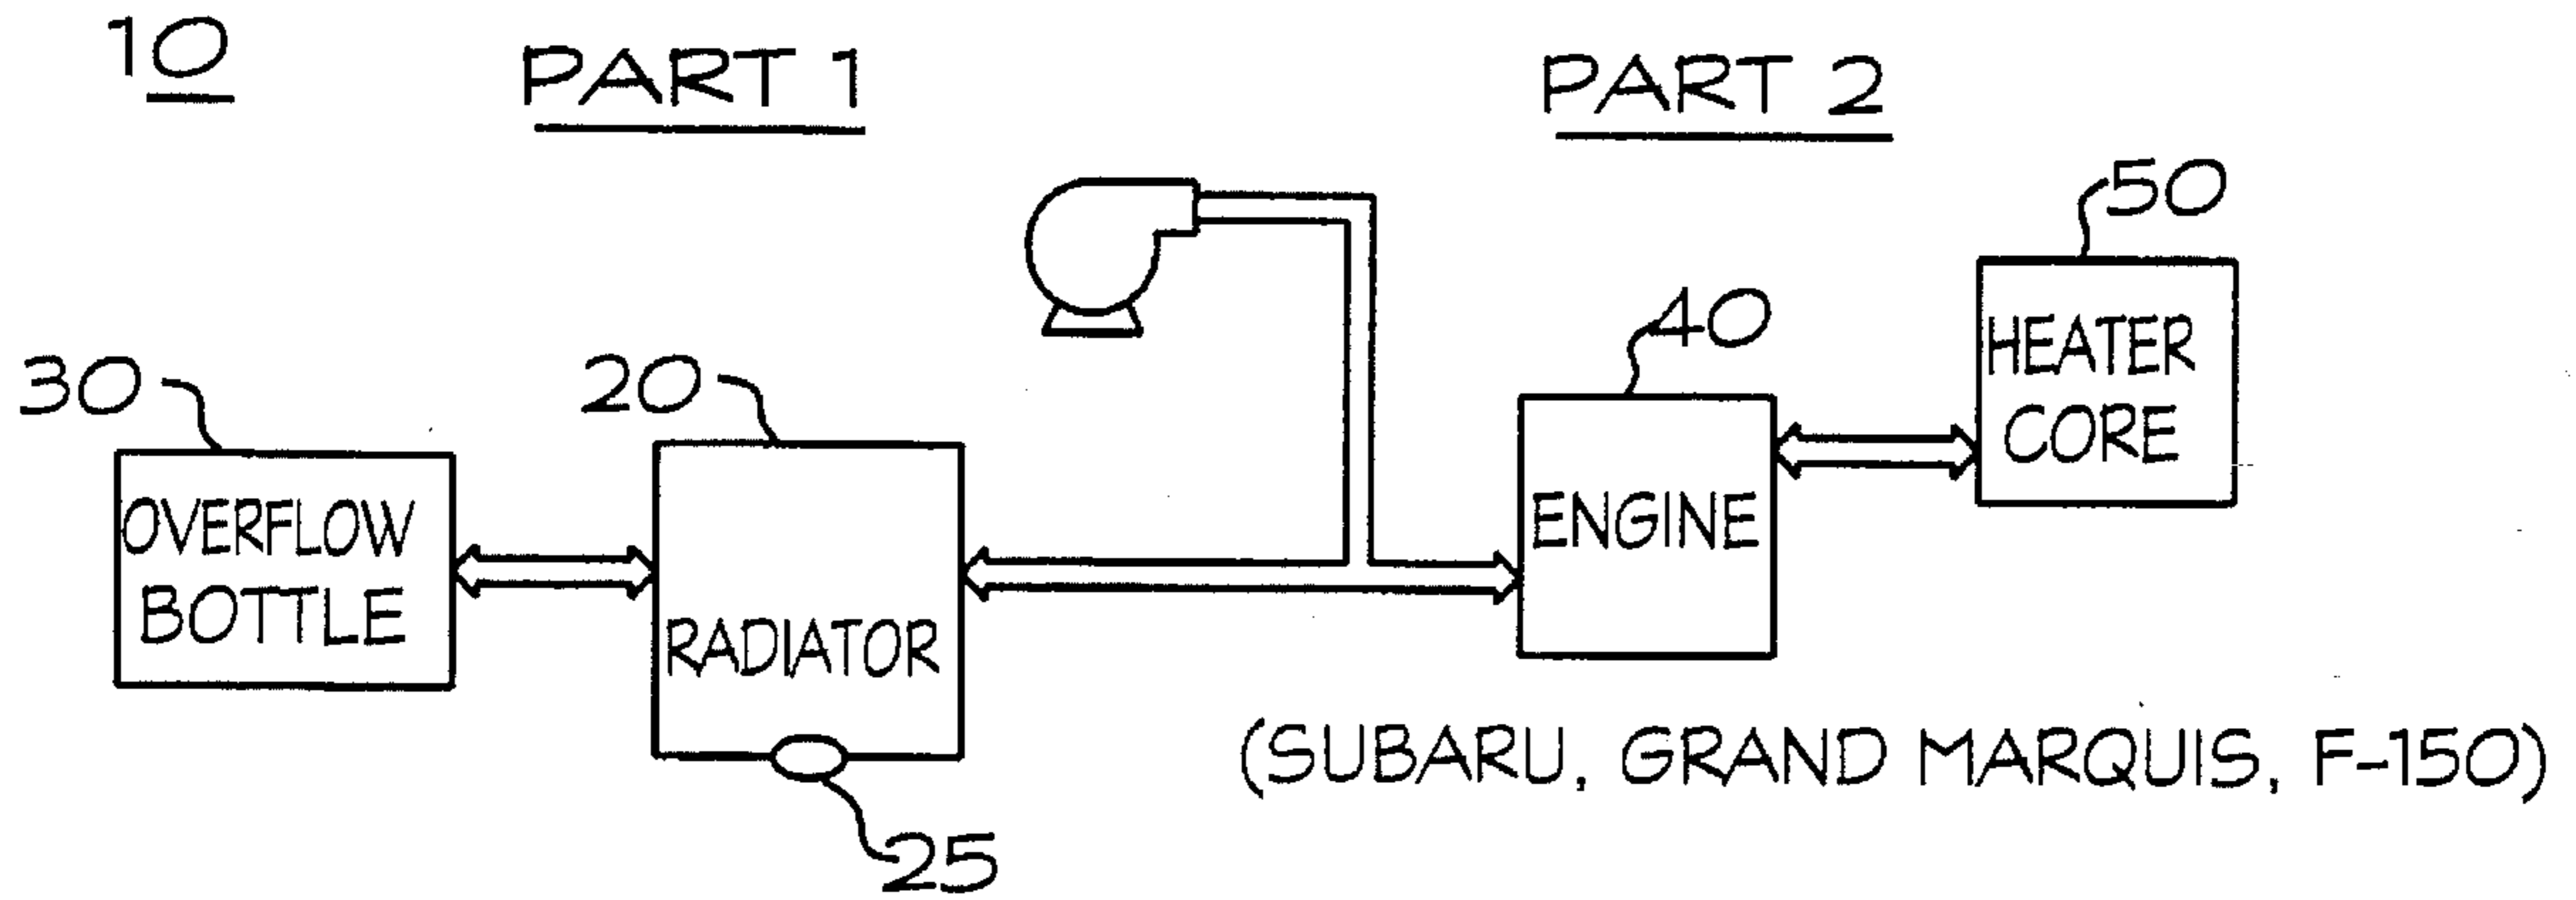 10
PART 1
PART 2
50
40
30
20
HEATER
CORE
OVERFLOW
BOTTLE
ENGINE
RADIATOR
(SUBARU, GRAND MARQUIS, F-150)
25